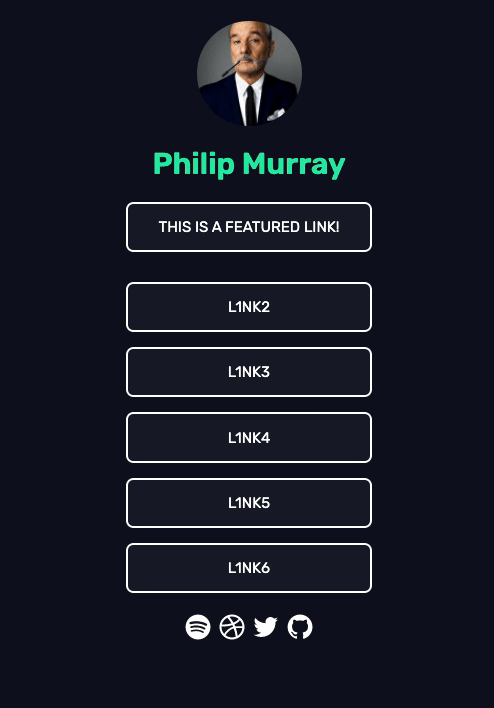 Philip Murray
THIS IS A FEATURED LINK!
L1NK2
L1NK3
L1NK4
L1NK5
L1NK6